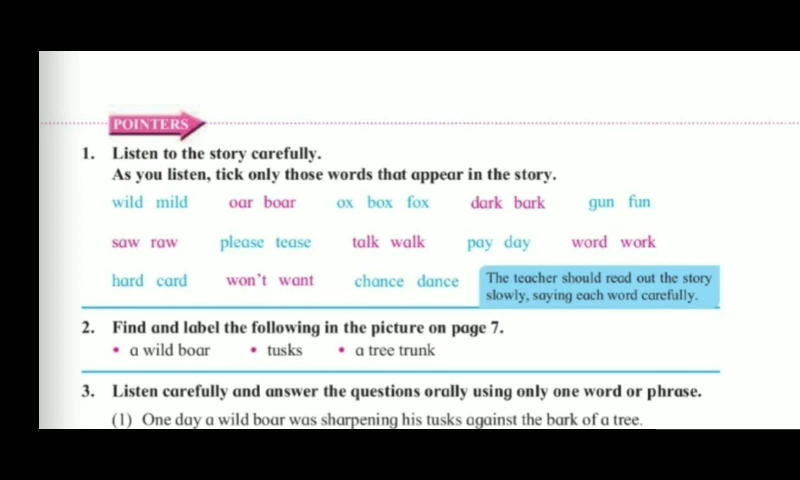 POINTERS
1. Listen to the story carefully.
As you listen, tick only those words that appear in the story.
wild mild oar boar ox box fox dark bark gun fun
saw raw please tease talk walk pay day word work
hard card won't want chance dance
The teacher should read out the story
slowly, saying each word carefully.
2. Find and label the following in the picture on page 7.
• a wild boar • tusks • a tree trunk
3. Listen carefully and answer the questions orally using only one word or phrase.
(1) One day a wild boar was sharpening his tusks against the bark of a tree.